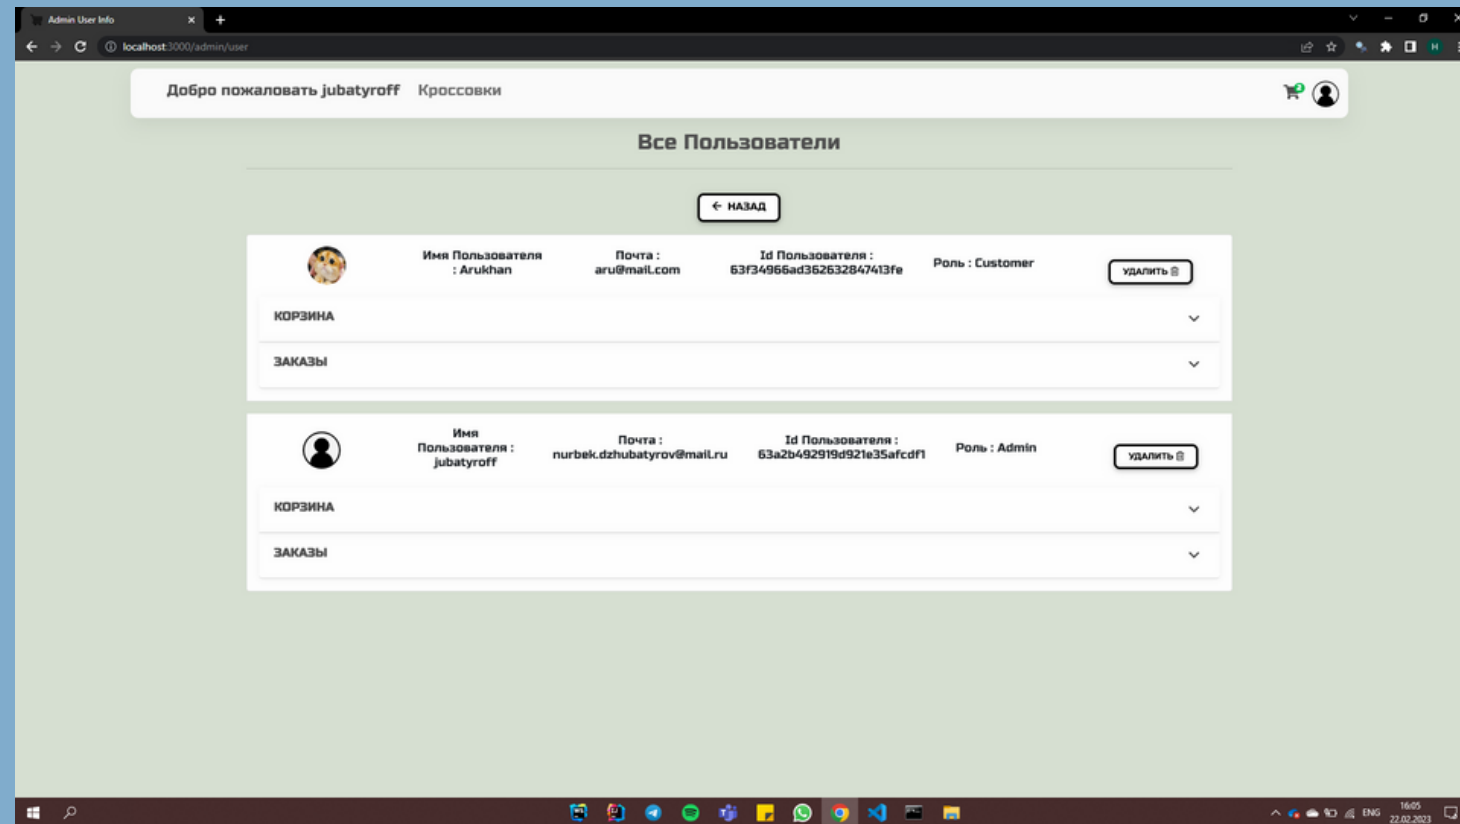 Admin User Info
localhost:3000/admin/user
H
Добро пожаловать jubatyroff Кроссовки
Все Пользователи
← НАЗАД
Имя Пользователя
: Arukhan
Почта :
aru@mail.com
Id Пользователя :
63f34966ad362632847413fe
Роль : Customer
УДАЛИТЬ
КОРЗИНА
ЗАКАЗЫ
Имя
Пользователя :
jubatyroff
Почта :
nurbek.dzhubatyrov@mail.ru
Id Пользователя :
63a2b492919d921e35afcdf1
Роль : Admin
УДАЛИТЬ
КОРЗИНА
ЗАКАЗЫ
ENG
16:05
22.02.2023